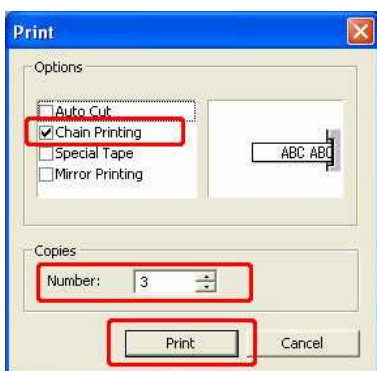 Print
Options
Auto Cut
Chain Printing
Special Tape
Mirror Printing
ABC ABC
Copies
Number: 3
Print Cancel